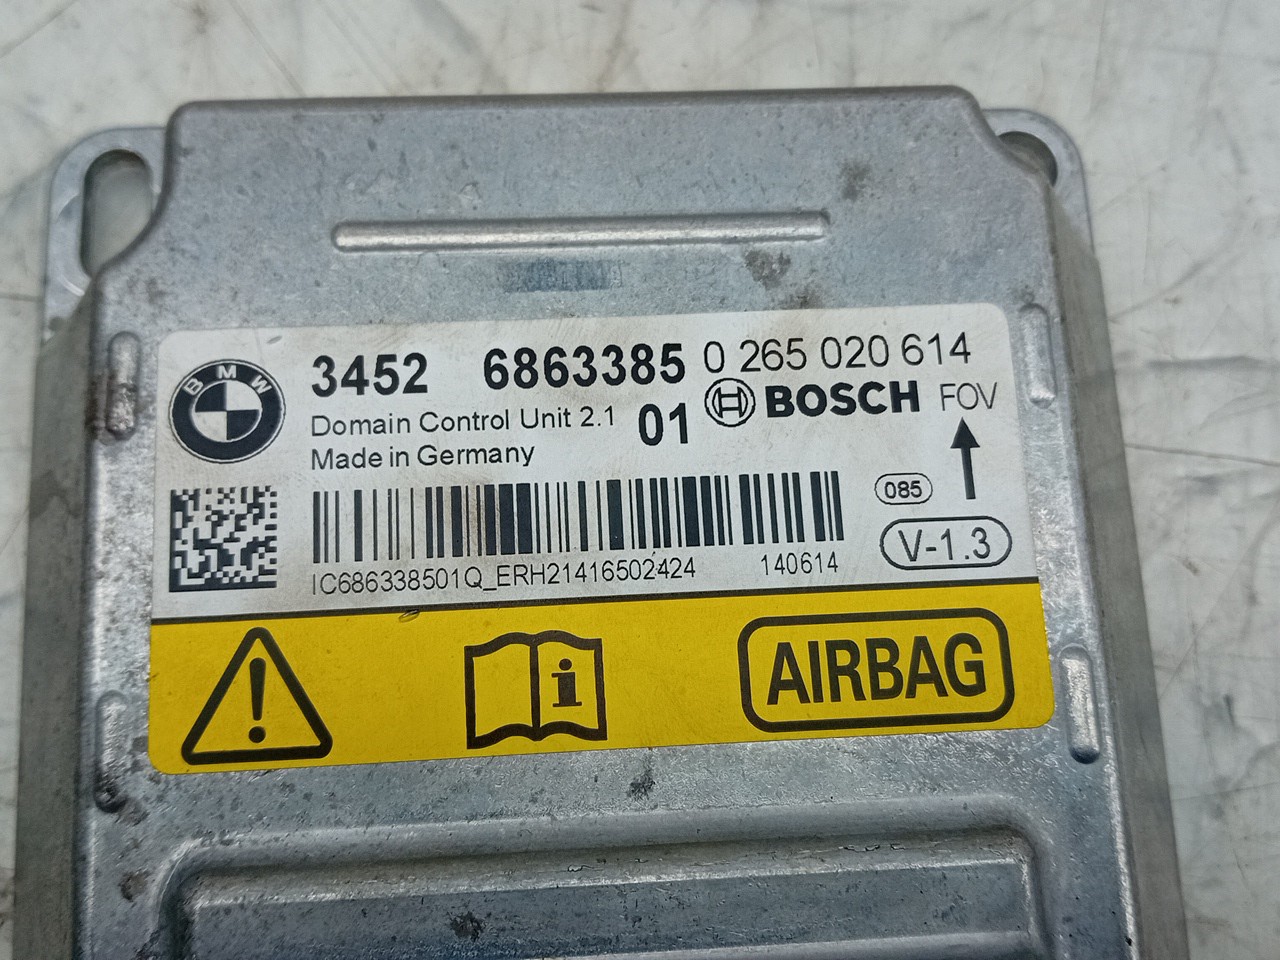 BMW
3452 6863385 0 265 020 614
Domain Control Unit 2.1 01 BOSCH FOV
Made in Germany
085
V-1.3
IC686338501Q_ERH21416502424 140614
i
AIRBAG